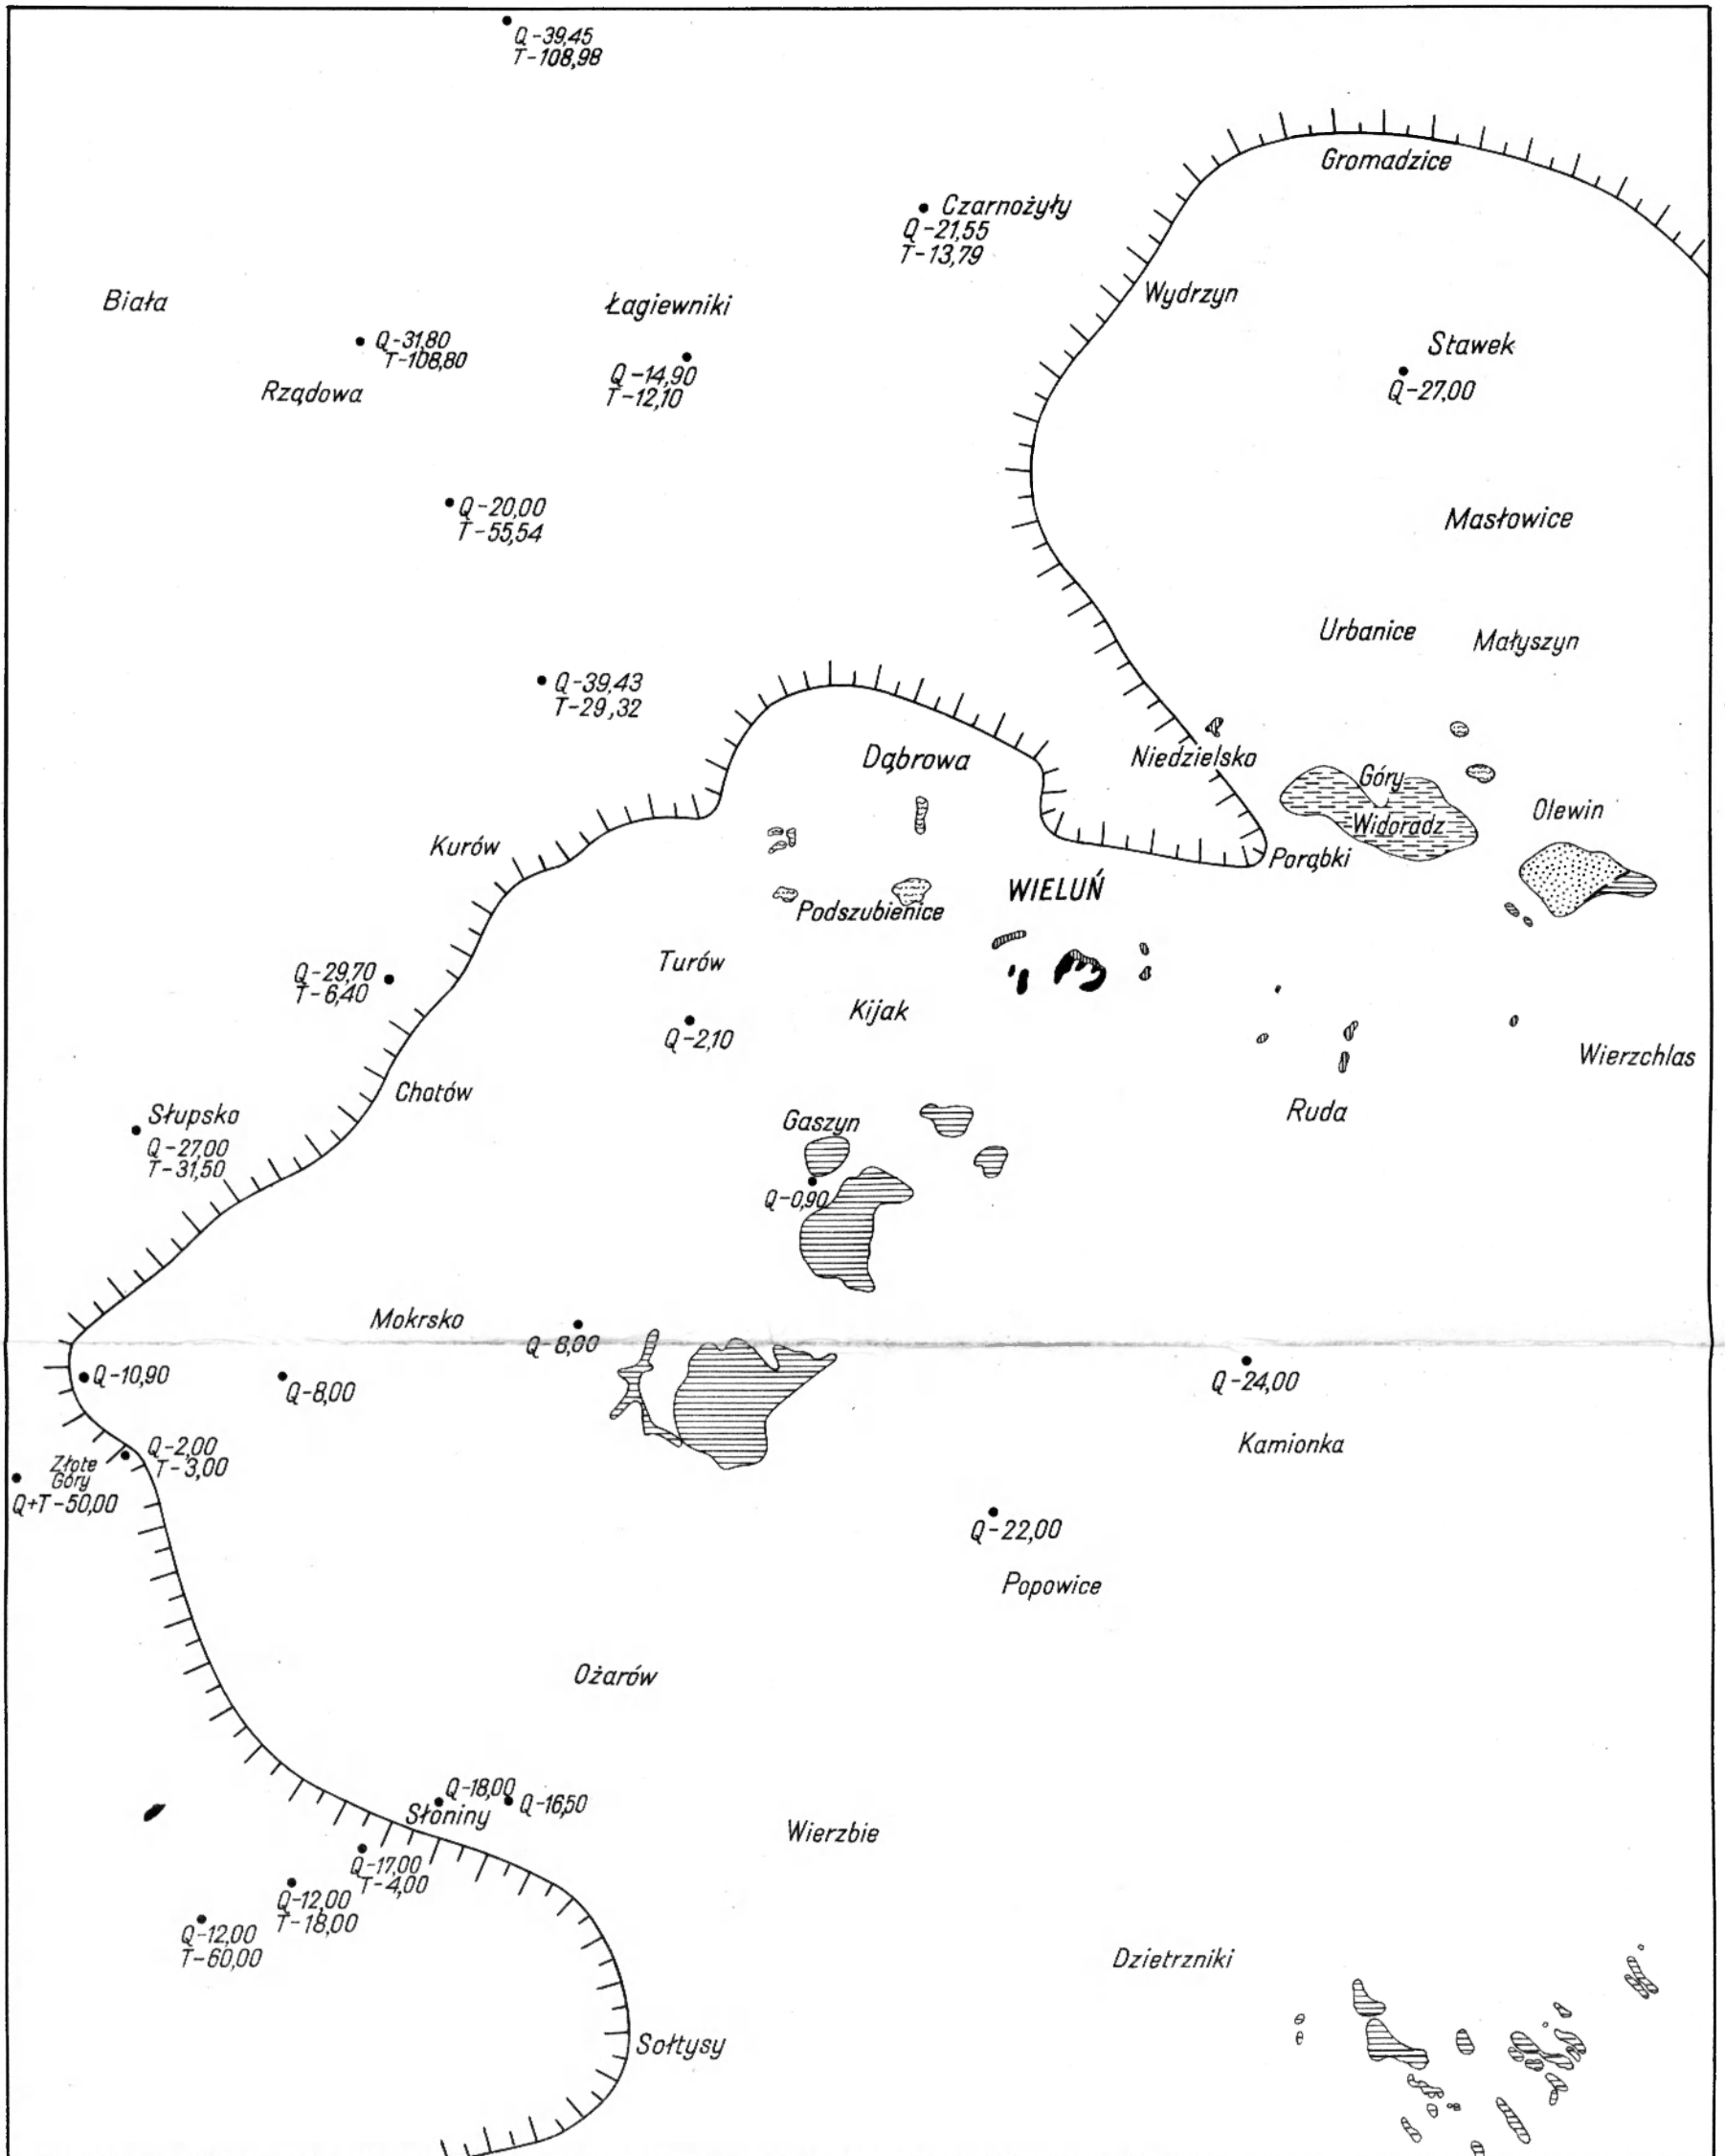 Q-39,45
T-108,98
Gromadzice
Czarnożyły
Q-21,55
T-13,79
Biała
Łagiewniki
Wydrzyn
Q-31,80
T-108,80
Stawek
Rządowa
Q-14,90
T-12,10
Q-27,00
Q-20,00
T-55,54
Masłowice
Urbanice
Małyszyn
Q-39,43
T-29,32
Dąbrowa
Niedzielsko
Góry
Widoradz
Olewin
Kurów
Porąbki
WIELUŃ
Podszubienice
Turów
Q-29,70
T-6,40
Kijak
Q-2,10
Wierzchlas
Chotów
Słupsko
Q-27,00
T-31,50
Gaszyn
Ruda
Q-0,90
Mokrsko
Q-8,00
Q-10,90
Q-8,00
Q-24,00
Kamionka
Q-2,00
T-3,00
Złote
Góry
Q+T-50,00
Q-22,00
Popowice
Ożarów
Q-18,00
Słoniny
Q-16,50
Wierzbie
Q-17,00
T-4,00
Q-12,00
T-18,00
Q-12,00
T-60,00
Dzietrzniki
Sołtysy